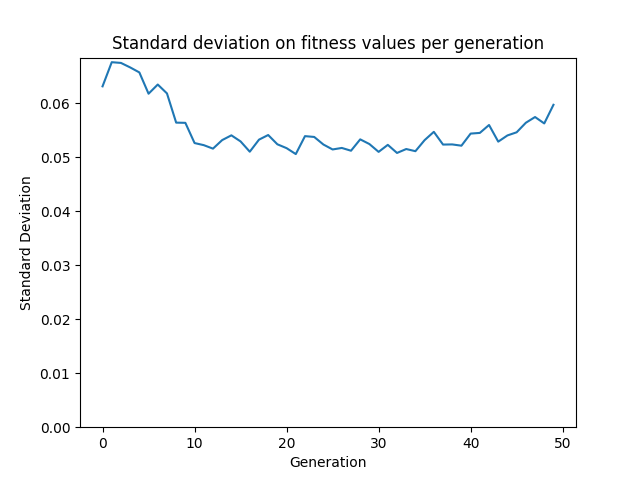 Standard deviation on fitness values per generation
Standard Deviation
0.06
0.05
0.04
0.03
0.02
0.01
0.00
0 10 20 30 40 50
Generation